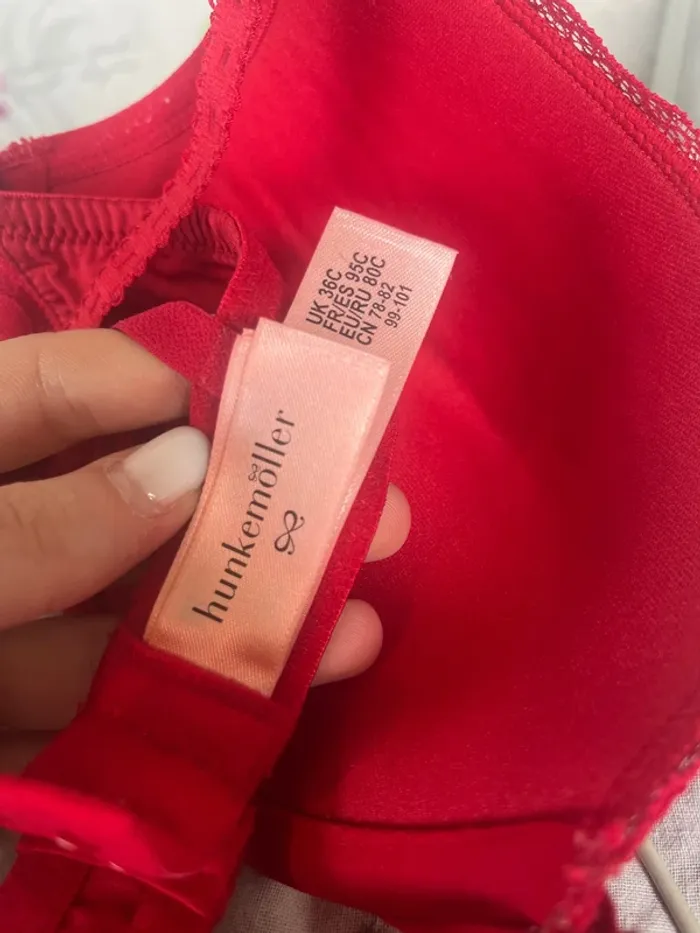 UK 36C
FR/ES 95C
EU/RU 80C
CN 78-82
99-101
hunkemöller